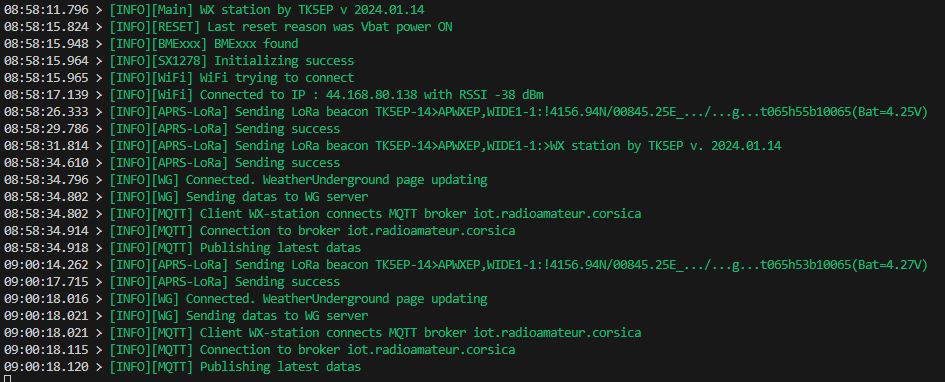 08:58:11.796 > [INFO][Main] WX station by TK5EP v 2024.01.14
08:58:15.824 > [INFO][RESET] Last reset reason was Vbat power ON
08:58:15.948 > [INFO][BMExxx] BMExxx found
08:58:15.964 > [INFO][SX1278] Initializing success
08:58:15.965 > [INFO][WiFi] WiFi trying to connect
08:58:17.139 > [INFO][WiFi] Connected to IP : 44.168.80.138 with RSSI -38 dBm
08:58:26.333 > [INFO][APRS-LoRa] Sending LoRa beacon TK5EP-14>APWXEP,WIDE1-1:!4156.94N/00845.25E_.../...g...t065h55b10065(Bat=4.25V)
08:58:29.786 > [INFO][APRS-LoRa] Sending success
08:58:31.814 > [INFO][APRS-LoRa] Sending LoRa beacon TK5EP-14>APWXEP,WIDE1-1:>WX station by TK5EP v. 2024.01.14
08:58:34.610 > [INFO][APRS-LoRa] Sending success
08:58:34.796 > [INFO][WG] Connected. WeatherUnderground page updating
08:58:34.802 > [INFO][WG] Sending datas to WG server
08:58:34.802 > [INFO][MQTT] Client WX-station connects MQTT broker iot.radioamateur.corsica
08:58:34.914 > [INFO][MQTT] Connection to broker iot.radioamateur.corsica
08:58:34.918 > [INFO][MQTT] Publishing latest datas
09:00:14.262 > [INFO][APRS-LoRa] Sending LoRa beacon TK5EP-14>APWXEP,WIDE1-1:!4156.94N/00845.25E_.../...g...t065h53b10065(Bat=4.27V)
09:00:17.715 > [INFO][APRS-LoRa] Sending success
09:00:18.016 > [INFO][WG] Connected. WeatherUnderground page updating
09:00:18.021 > [INFO][WG] Sending datas to WG server
09:00:18.021 > [INFO][MQTT] Client WX-station connects MQTT broker iot.radioamateur.corsica
09:00:18.115 > [INFO][MQTT] Connection to broker iot.radioamateur.corsica
09:00:18.120 > [INFO][MQTT] Publishing latest datas